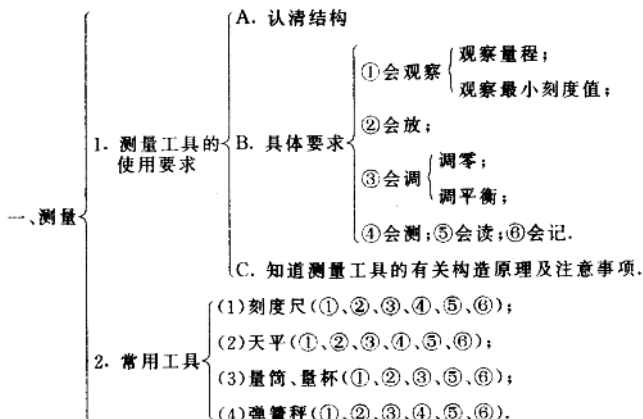 A. 认清结构
观察量程;
①会观察
观察最小刻度值;
②会放;
1. 测量工具的
使用要求
B. 具体要求
调零;
③会调
调平衡;
一、测量
④会测;⑤会读;⑥会记.
C. 知道测量工具的有关构造原理及注意事项.
(1)刻度尺(①、②、③、④、⑤、⑥);
(2)天平(①、②、③、④、⑤、⑥);
2. 常用工具
(3)量筒、量杯(①、②、③、⑤、⑥);
(4)弹簧秤(①、②、③、④、⑤、⑥).